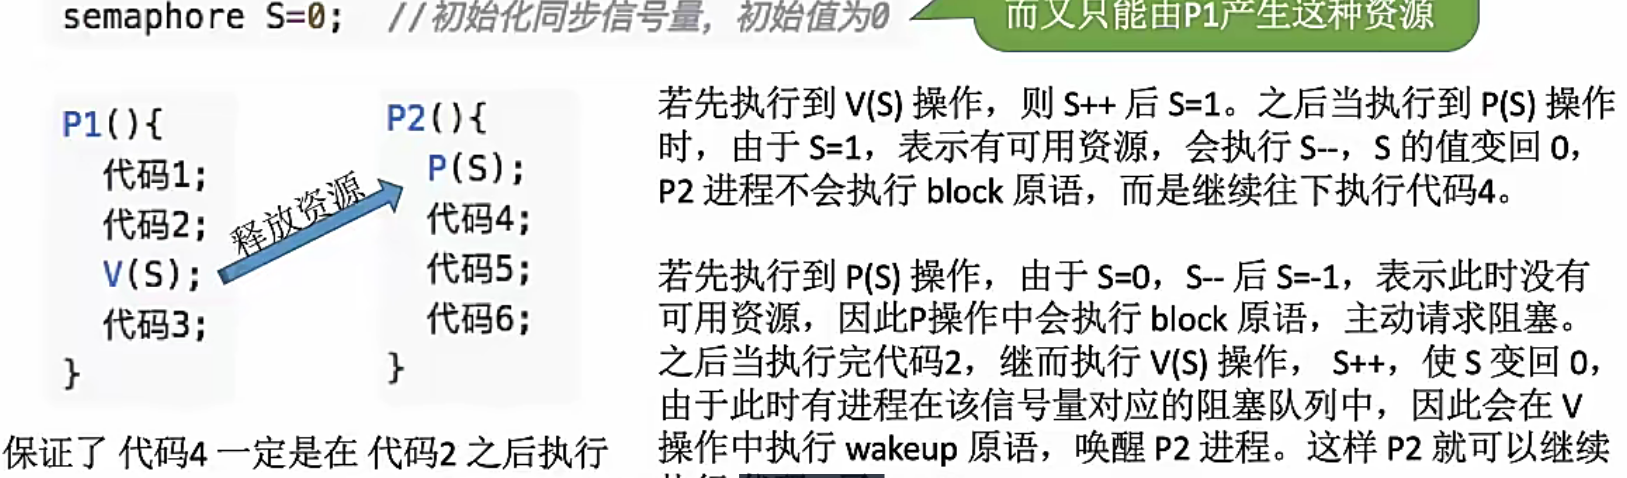 semaphore S=0; //初始化同步信号量，初始值为0
而又只能由P1产生这种资源
P1(){
代码1;
代码2;
V(S);
代码3;
}
释放资源
P2(){
P(S);
代码4;
代码5;
代码6;
}
保证了 代码4 一定是在 代码2 之后执行
若先执行到 V(S) 操作，则 S++ 后 S=1。之后当执行到 P(S) 操作
时，由于 S=1，表示有可用资源，会执行 S--，S 的值变回 0，
P2 进程不会执行 block 原语，而是继续往下执行代码4。
若先执行到 P(S) 操作，由于 S=0，S-- 后 S=-1，表示此时没有
可用资源，因此P操作中会执行 block 原语，主动请求阻塞。
之后当执行完代码2，继而执行 V(S) 操作， S++，使 S 变回 0，
由于此时有进程在该信号量对应的阻塞队列中，因此会在 V
操作中执行 wakeup 原语，唤醒 P2 进程。这样 P2 就可以继续